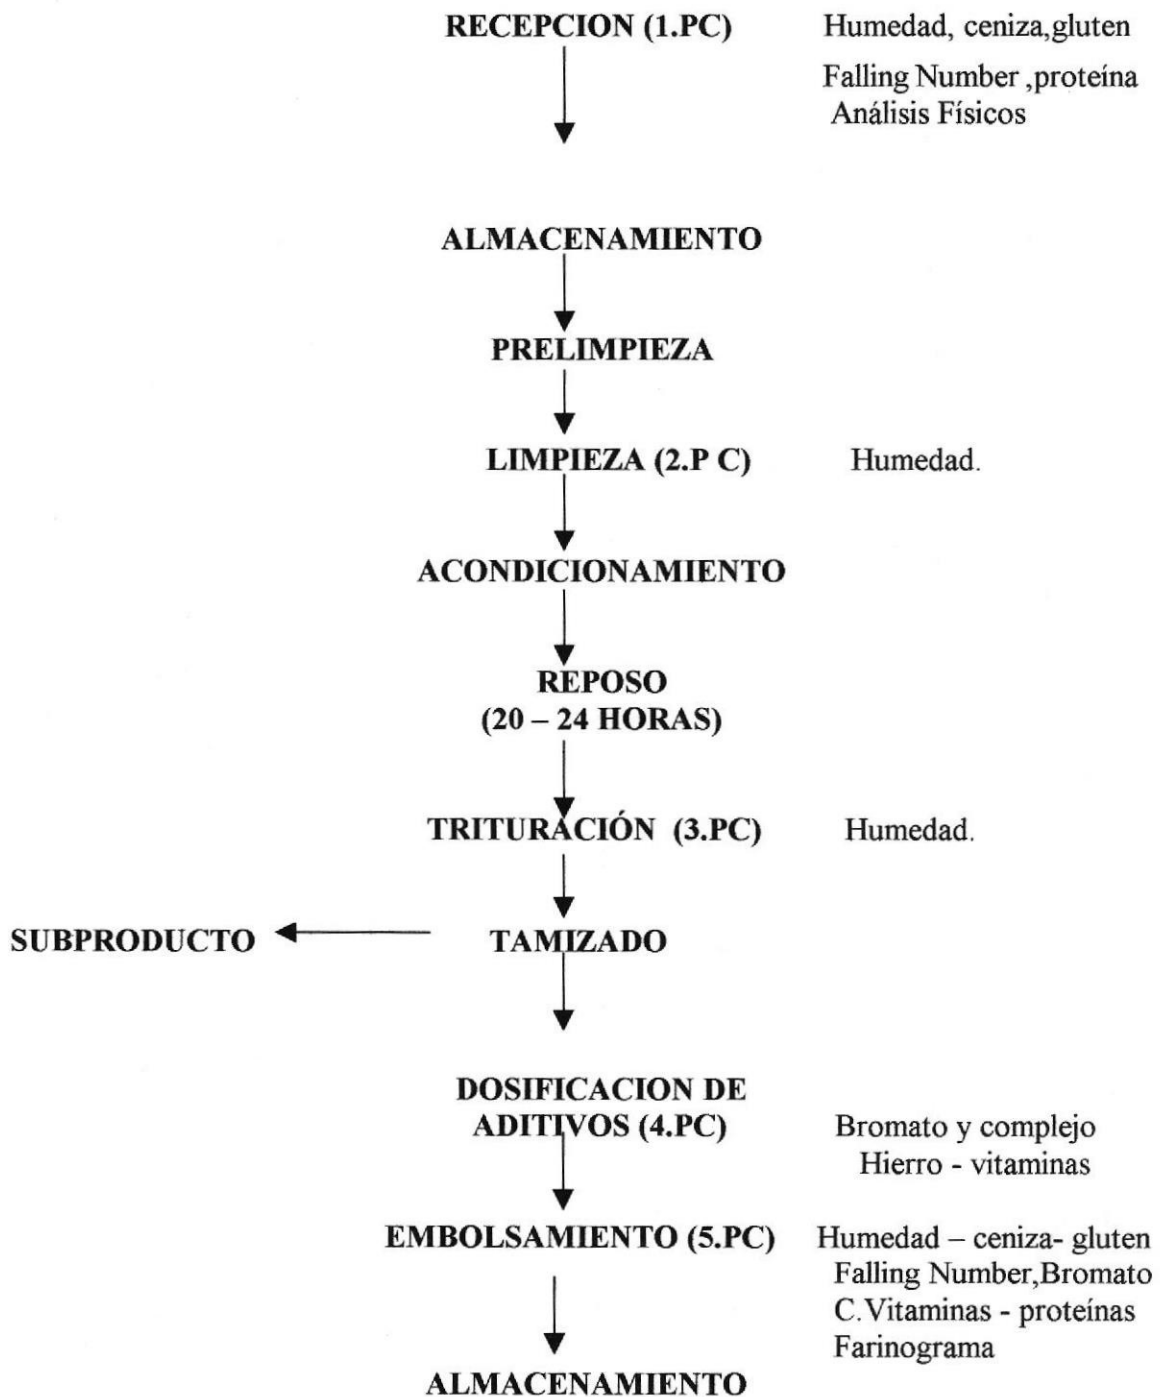 RECEPCION (1.PC) Humedad, ceniza,gluten
Falling Number ,proteína
Análisis Físicos
ALMACENAMIENTO
PRELIMPIEZA
LIMPIEZA (2.P C) Humedad.
ACONDICIONAMIENTO
REPOSO
(20 – 24 HORAS)
TRITURACIÓN (3.PC) Humedad.
SUBPRODUCTO TAMIZADO
DOSIFICACION DE
ADITIVOS (4.PC) Bromato y complejo
Hierro - vitaminas
EMBOLSAMIENTO (5.PC) Humedad – ceniza- gluten
Falling Number,Bromato
C.Vitaminas - proteínas
Farinograma
ALMACENAMIENTO